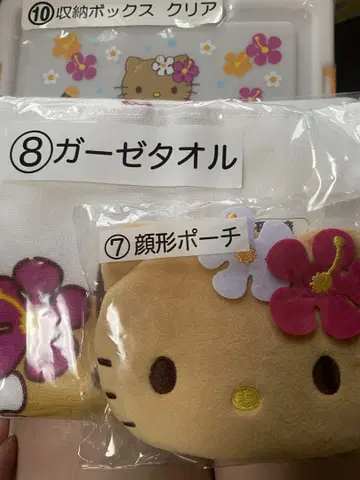 ⑩収納ボックス クリア
⑧ガーゼタオル
⑦顔形ポーチ